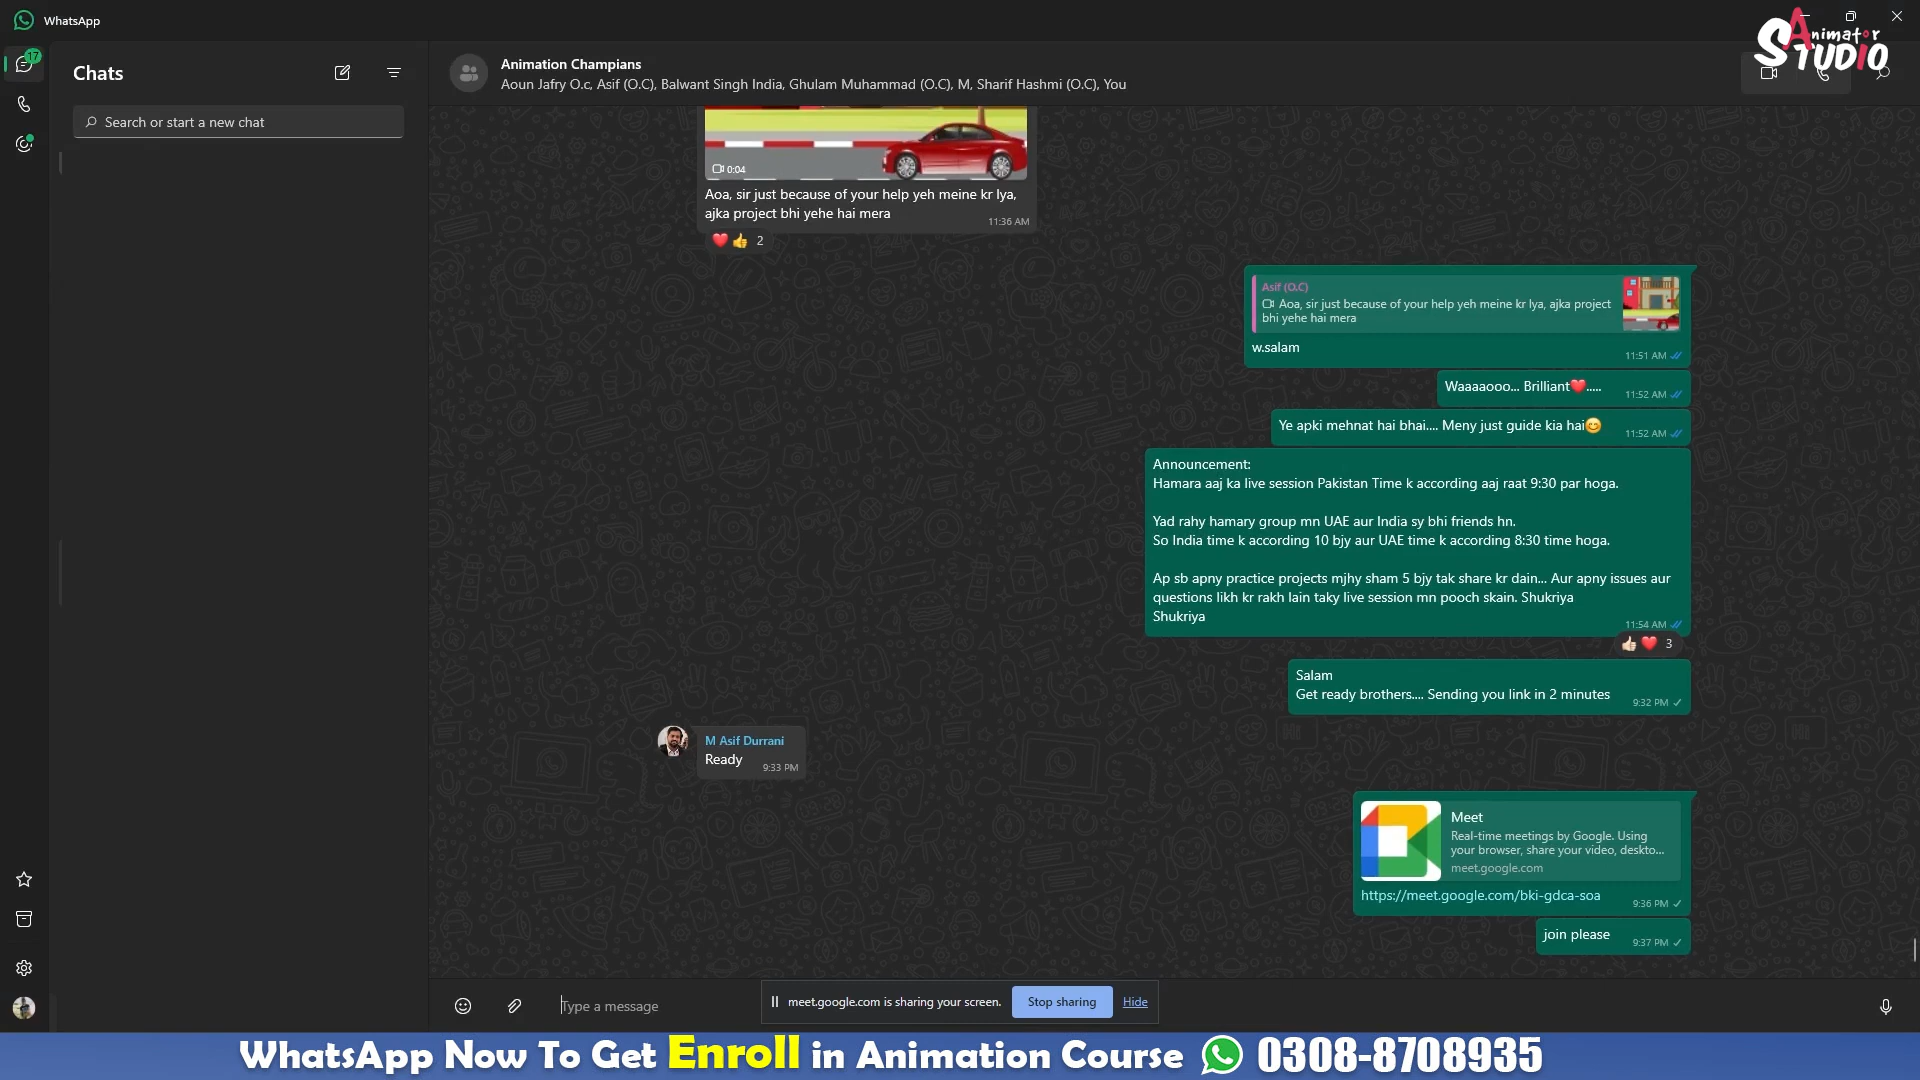 WhatsApp
Animator
STUDIO
17
Chats
Search or start a new chat
Animation Champians
Aoun Jafry O.c, Asif (O.C), Balwant Singh India, Ghulam Muhammad (O.C), M, Sharif Hashmi (O.C), You
0:04
Aoa, sir just because of your help yeh meine kr lya,
ajka project bhi yehe hai mera
11:36 AM
❤️👍 2
Asif (O.C)
Aoa, sir just because of your help yeh meine kr lya, ajka project
bhi yehe hai mera
w.salam
11:51 AM
Waaaaooo... Brilliant❤️.....
11:52 AM
Ye apki mehnat hai bhai.... Meny just guide kia hai😊
11:52 AM
Announcement:
Hamara aaj ka live session Pakistan Time k according aaj raat 9:30 par hoga.
Yad rahy hamary group mn UAE aur India sy bhi friends hn.
So India time k according 10 bjy aur UAE time k according 8:30 time hoga.
Ap sb apny practice projects mjhy sham 5 bjy tak share kr dain... Aur apny issues aur
questions likh kr rakh lain taky live session mn pooch skain. Shukriya
Shukriya
11:54 AM
👍❤️ 3
Salam
Get ready brothers.... Sending you link in 2 minutes
9:32 PM
M Asif Durrani
Ready
9:33 PM
Meet
Real-time meetings by Google. Using
your browser, share your video, deskto...
meet.google.com
https://meet.google.com/bki-gdca-soa
9:36 PM
join please
9:37 PM
Type a message
meet.google.com is sharing your screen.
Stop sharing
Hide
WhatsApp Now To Get Enroll in Animation Course 0308-8708935